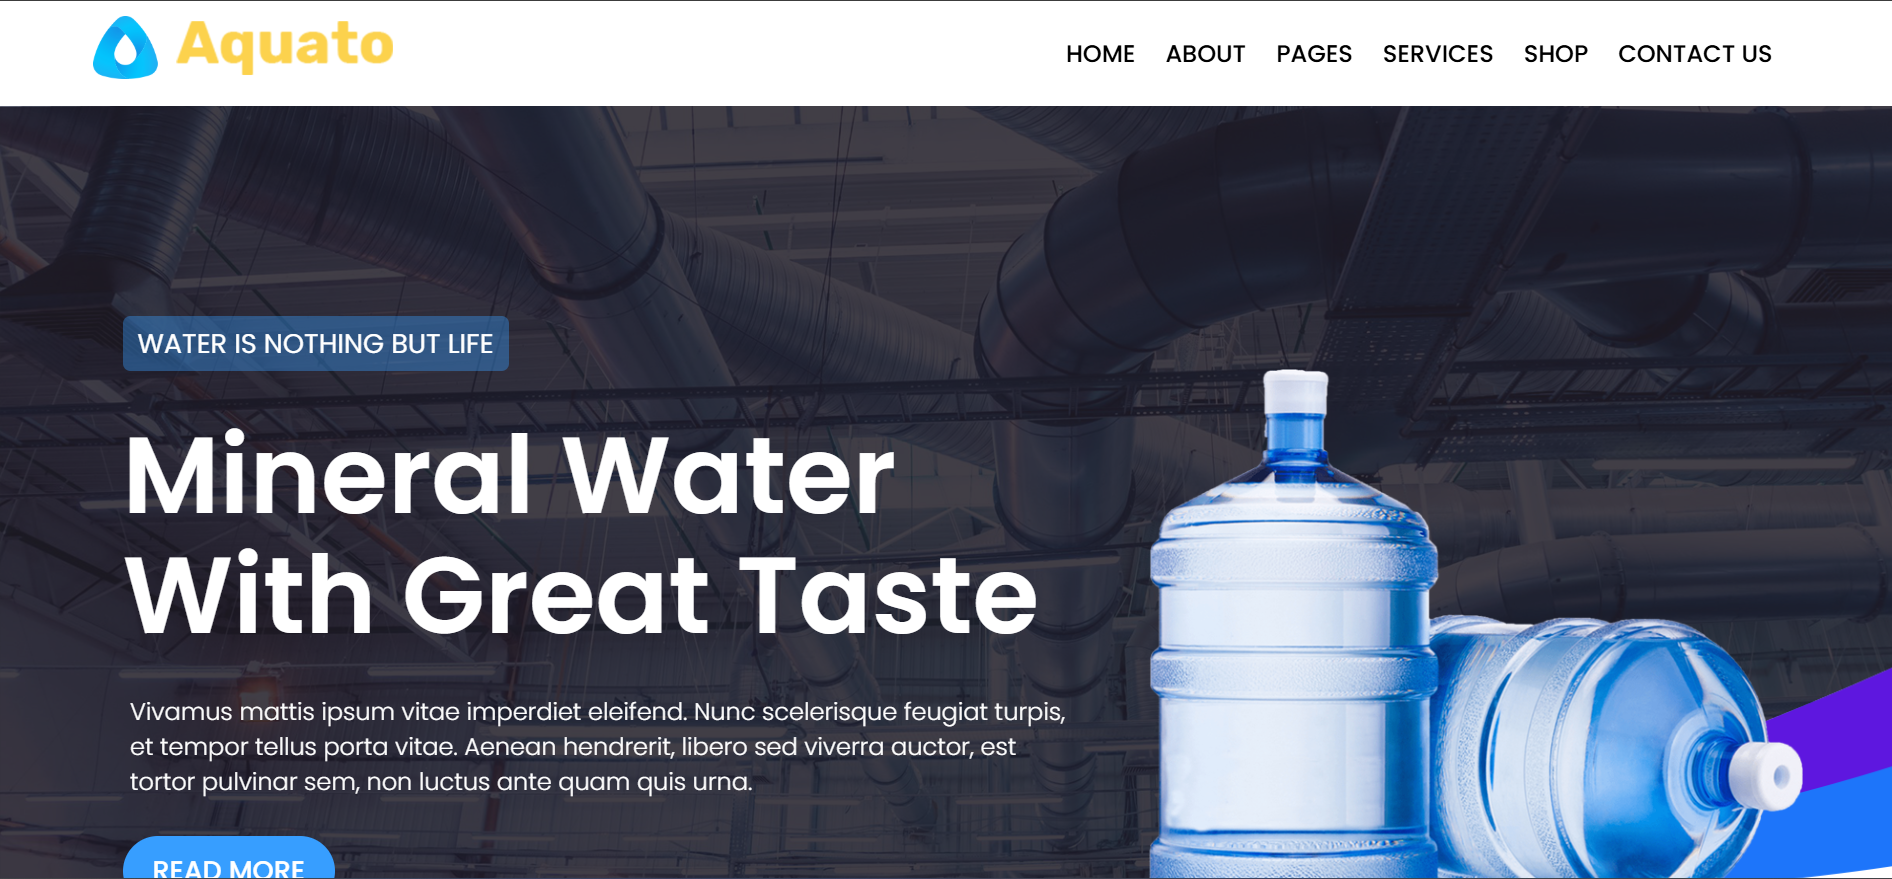 Aquato
HOME ABOUT PAGES SERVICES SHOP CONTACT US
WATER IS NOTHING BUT LIFE
Mineral Water
With Great Taste
Vivamus mattis ipsum vitae imperdiet eleifend. Nunc scelerisque feugiat turpis,
et tempor tellus porta vitae. Aenean hendrerit, libero sed viverra auctor, est
tortor pulvinar sem, non luctus ante quam quis urna.
READ MORE